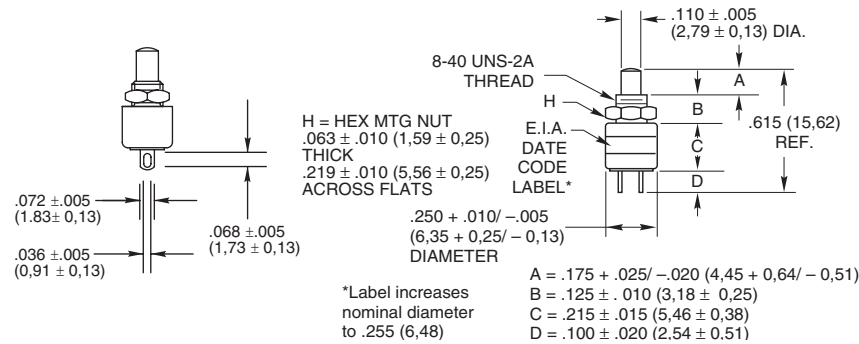 .110 ± .005
(2,79 ± 0,13) DIA.
8-40 UNS-2A
THREAD
A
H
B
H = HEX MTG NUT
.063 ± .010 (1,59 ± 0,25)
THICK
.219 ± .010 (5,56 ± 0,25)
ACROSS FLATS
E.I.A.
DATE
CODE
LABEL*
C
.615 (15,62)
REF.
D
.072 ±.005
(1.83± 0,13)
.068 ±.005
(1,73 ± 0,13)
.036 ±.005
(0,91 ± 0,13)
.250 + .010/ –.005
(6,35 + 0,25/ – 0,13)
DIAMETER
*Label increases
nominal diameter
to .255 (6,48)
A = .175 + .025/ –.020 (4,45 + 0,64/ – 0,51)
B = .125 ± . 010 (3,18 ± 0,25)
C = .215 ± .015 (5,46 ± 0,38)
D = .100 ± .020 (2,54 ± 0,51)